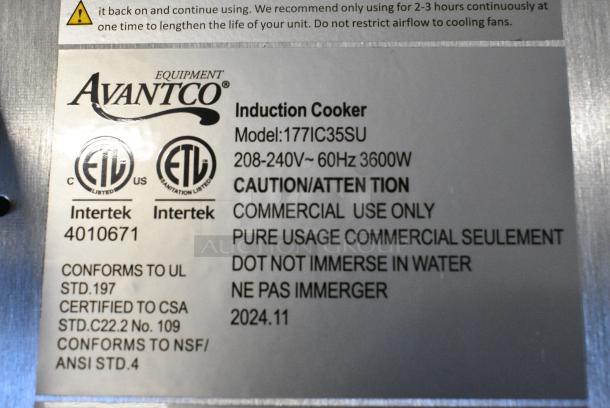 it back on and continue using. We recommend only using for 2-3 hours continuously at
one time to lengthen the life of your unit. Do not restrict airflow to cooling fans.
EQUIPMENT
AVANTCO®
Induction Cooker
Model:177IC35SU
208-240V~ 60Hz 3600W
CAUTION/ATTEN TION
COMMERCIAL USE ONLY
PURE USAGE COMMERCIAL SEULEMENT
DOT NOT IMMERSE IN WATER
NE PAS IMMERGER
2024.11
C ETL LISTED US
ETL SANITATION LISTED
Intertek Intertek
4010671
CONFORMS TO UL
STD.197
CERTIFIED TO CSA
STD.C22.2 No. 109
CONFORMS TO NSF/
ANSI STD.4
AUCTION GROUP